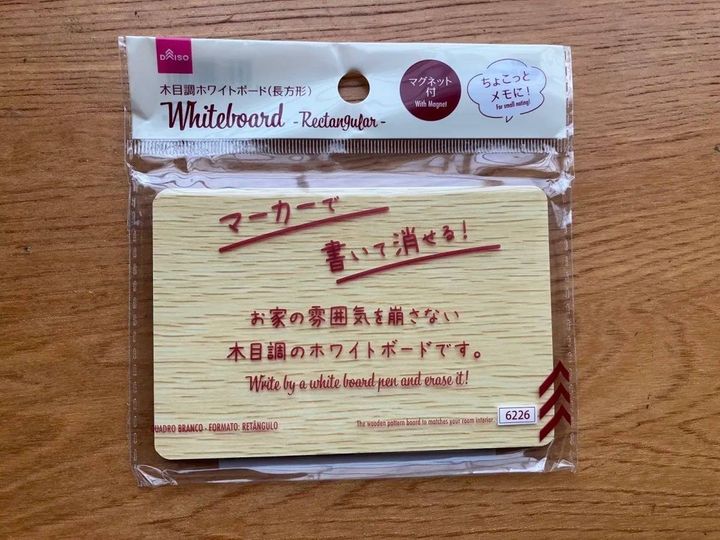 DAISO
木目調ホワイトボード(長方形)
Whiteboard -Rectangular-
マグネット
付
With Magnet
ちょこっと
メモに!
For small noting!
マーカーで
書いて消せる!
お家の雰囲気を崩さない
木目調のホワイトボードです。
Write by a white board pen and erase it!
UADRO BRANCO - FORMATO: RETÂNGULO
The wooden pattern board to matches your room interior
6226